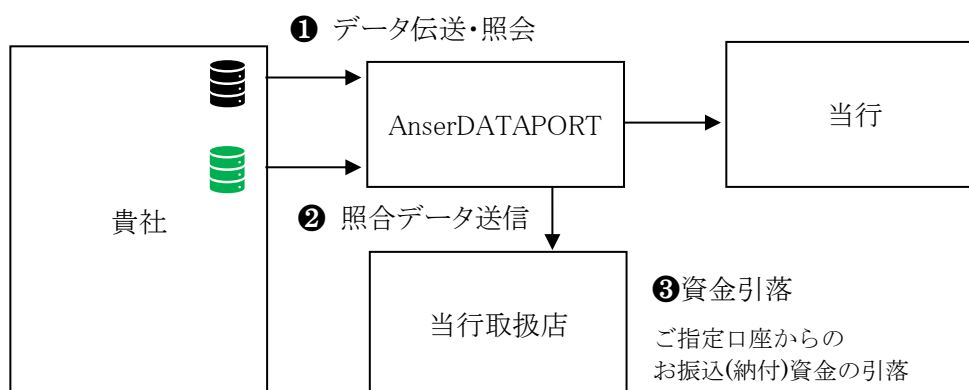 ❶ データ伝送・照会
AnserDATAPORT
当行
貴社
❷ 照合データ送信
当行取扱店
❸資金引落
ご指定口座からの
お振込(納付)資金の引落